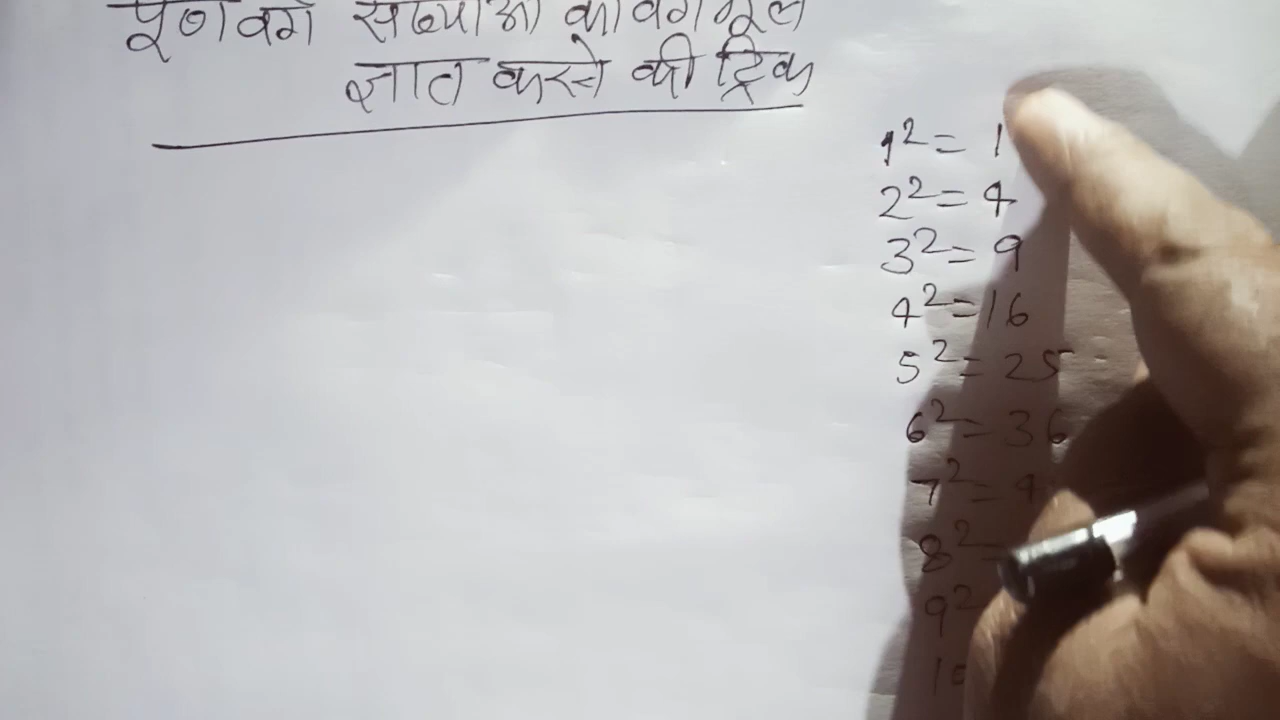 पूर्णवर्ग संख्याओं का वर्गमूल
ज्ञात करने की ट्रिक
1² = 1
2² = 4
3² = 9
4² = 16
5² = 25
6² = 36
7² = 4
8² =
9²
10